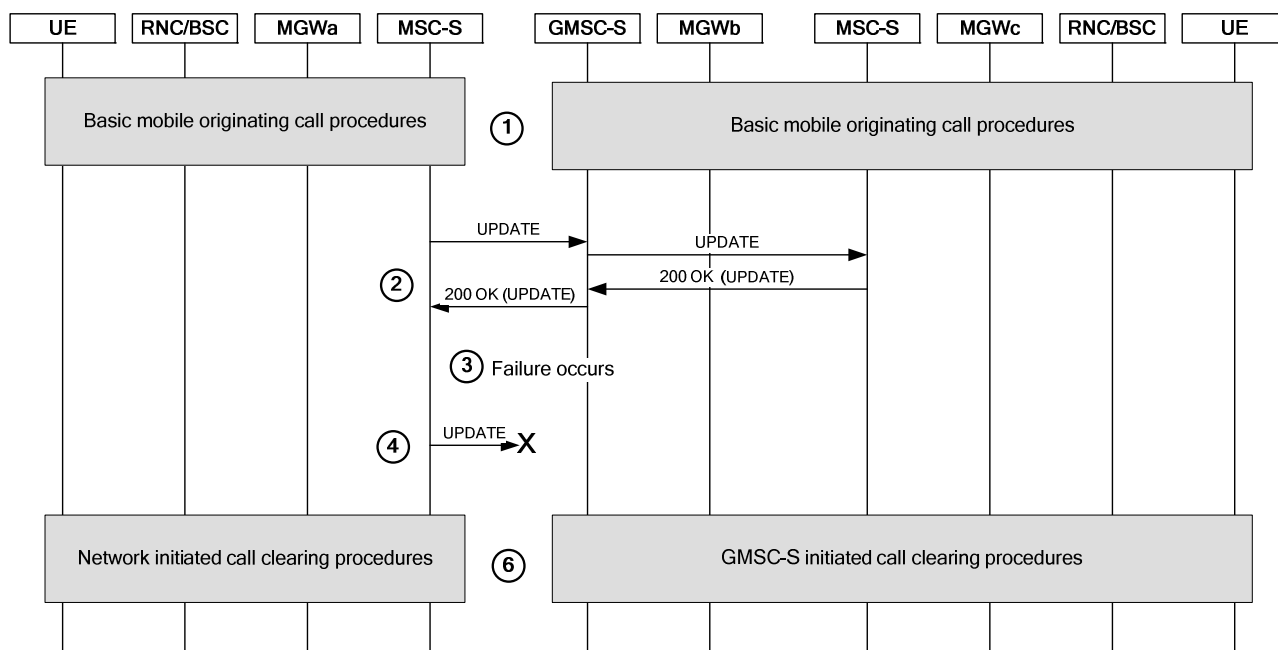 UE RNC/BSC MGWa MSC-S GMSC-S MGWb MSC-S MGWc RNC/BSC UE
Basic mobile originating call procedures
1
Basic mobile originating call procedures
UPDATE
UPDATE
2
200 OK (UPDATE)
200 OK (UPDATE)
3 Failure occurs
4
UPDATE
X
Network initiated call clearing procedures
6
GMSC-S initiated call clearing procedures